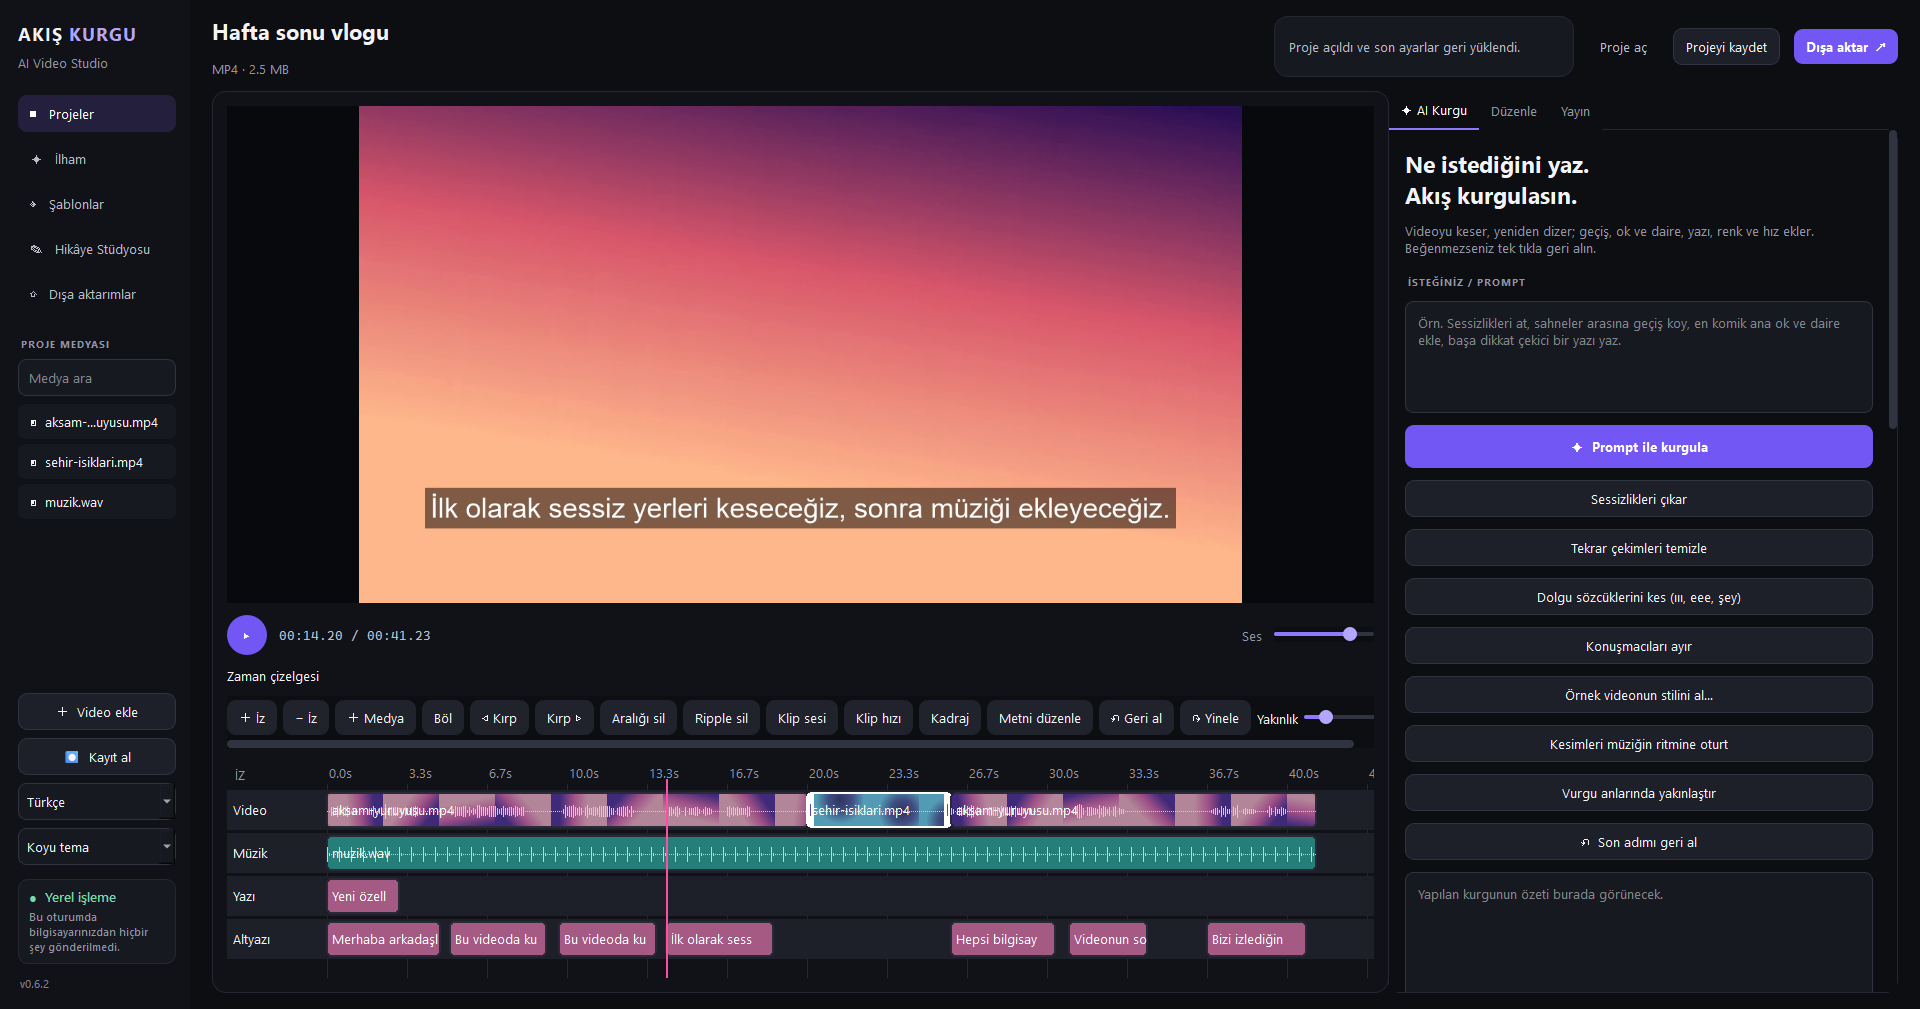 AKIŞ KURGU
AI Video Studio
Projeler
İlham
Şablonlar
Hikâye Stüdyosu
Dışa aktarımlar
PROJE MEDYASI
Medya ara
aksam-...uyusu.mp4
sehir-isiklari.mp4
muzik.wav
+ Video ekle
Kayıt al
Türkçe
Koyu tema
● Yerel işleme
Bu oturumda
bilgisayarınızdan hiçbir
şey gönderilmedi.
v0.6.2
Hafta sonu vlogu
MP4 · 2.5 MB
Proje açıldı ve son ayarlar geri yüklendi.
Proje aç
Projeyi kaydet
Dışa aktar ↗
İlk olarak sessiz yerleri keseceğiz, sonra müziği ekleyeceğiz.
00:14.20 / 00:41.23
Ses
Zaman çizelgesi
+ İz
− İz
+ Medya
Böl
Kırp
Kırp
Aralığı sil
Ripple sil
Klip sesi
Klip hızı
Kadraj
Metni düzenle
Geri al
Yinele
Yakınlık
İZ 0.0s 3.3s 6.7s 10.0s 13.3s 16.7s 20.0s 23.3s 26.7s 30.0s 33.3s 36.7s 40.0s 4
Video aksam-yuruyusu.mp4 sehir-isiklari.mp4 aksam-yuruyusu.mp4
Müzik muzik.wav
Yazı Yeni özell
Altyazı Merhaba arkadaşl Bu videoda ku Bu videoda ku İlk olarak sess Hepsi bilgisay Videonun so Bizi izlediğin
AI Kurgu
Düzenle
Yayın
Ne istediğini yaz.
Akış kurgulasın.
Videoyu keser, yeniden dizer; geçiş, ok ve daire, yazı, renk ve hız ekler.
Beğenmezseniz tek tıkla geri alın.
İSTEĞİNİZ / PROMPT
Örn. Sessizlikleri at, sahneler arasına geçiş koy, en komik ana ok ve daire
ekle, başa dikkat çekici bir yazı yaz.
Prompt ile kurgula
Sessizlikleri çıkar
Tekrar çekimleri temizle
Dolgu sözcüklerini kes (ııı, eee, şey)
Konuşmacıları ayır
Örnek videonun stilini al...
Kesimleri müziğin ritmine oturt
Vurgu anlarında yakınlaştır
Son adımı geri al
Yapılan kurgunun özeti burada görünecek.